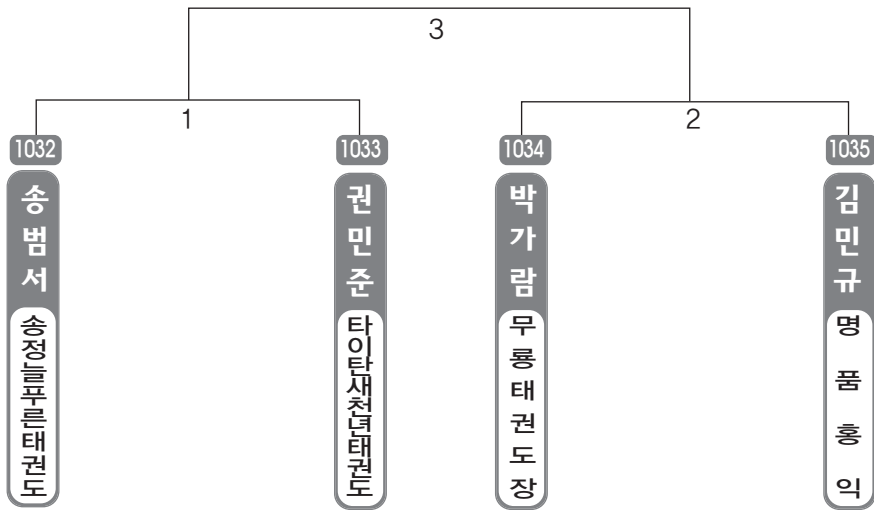 3
1
2
1032
1033
1034
1035
송범서
권민준
박가람
김민규
송정늘푸른태권도
타이탄새천년태권도
무룡태권도장
명품홍익